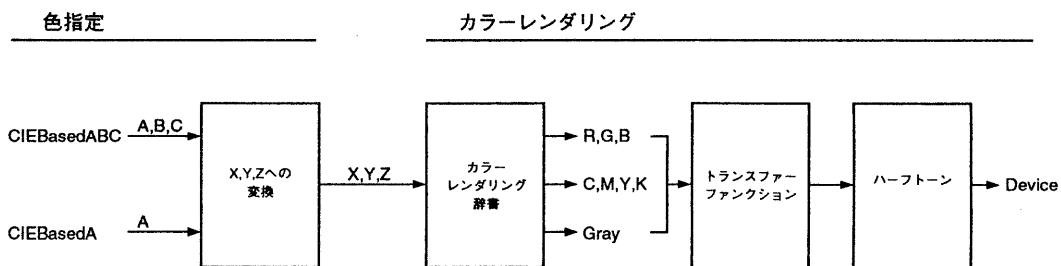 色指定
カラーレンダリング
CIEBasedABC
A,B,C
CIEBasedA
A
X,Y,Zへの
変換
X,Y,Z
カラー
レンダリング
辞書
R,G,B
C,M,Y,K
Gray
トランスファー
ファンクション
ハーフトーン
Device